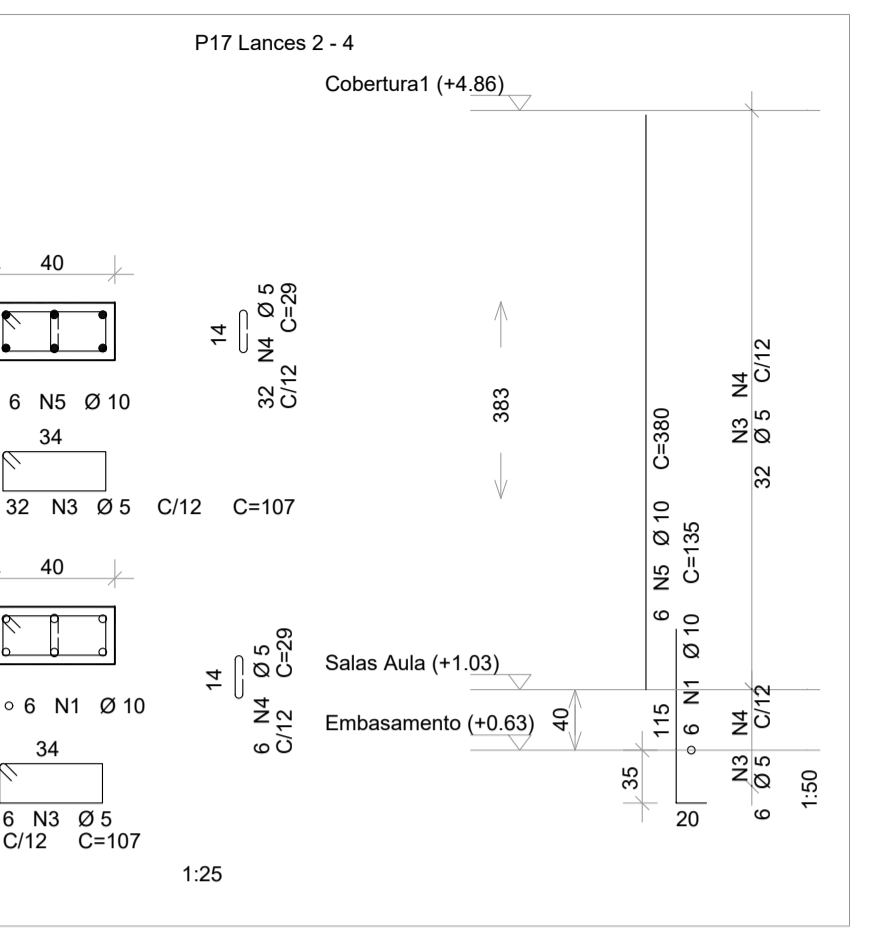 P17 Lances 2 - 4
Cobertura1 (+4.86)
40
6 N5 Ø 10
34
32 N3 Ø 5 C/12 C=107
14
32 N4 Ø 5
C/12 C=29
383
6 N5 Ø 10 C=380
32 Ø 5 C/12
N3 N4
40
6 N1 Ø 10
34
6 N3 Ø 5
C/12 C=107
14
6 N4 Ø 5
C/12 C=29
Salas Aula (+1.03)
Embasamento (+0.63)
40
115
6 N1 Ø 10 C=135
35
20
N3 N4
6 Ø 5 C/12
1:50
1:25